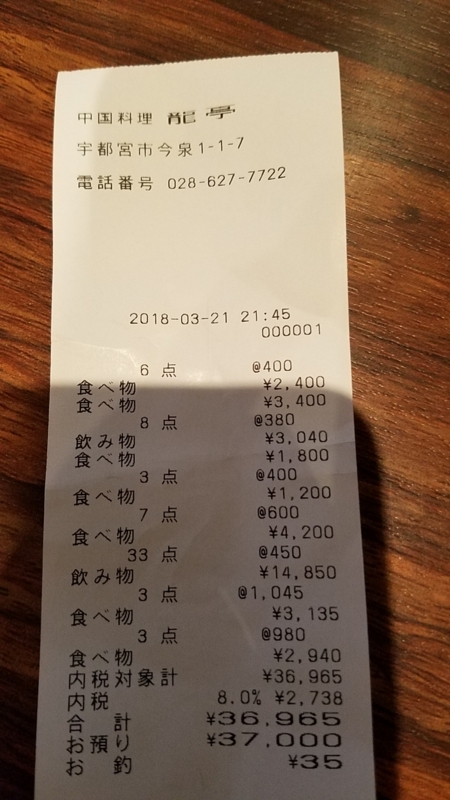 中国料理 龍亭
宇都宮市今泉1-1-7
電話番号 028-627-7722
2018-03-21 21:45
000001
6 点 @400
食べ物 ¥2,400
食べ物 ¥3,400
8 点 @380
飲み物 ¥3,040
食べ物 ¥1,800
3 点 @400
食べ物 ¥1,200
7 点 @600
食べ物 ¥4,200
33 点 @450
飲み物 ¥14,850
3 点 @1,045
食べ物 ¥3,135
3 点 @980
食べ物 ¥2,940
内税対象計 ¥36,965
内税 8.0% ¥2,738
合 計 ¥36,965
お預り ¥37,000
お 釣 ¥35